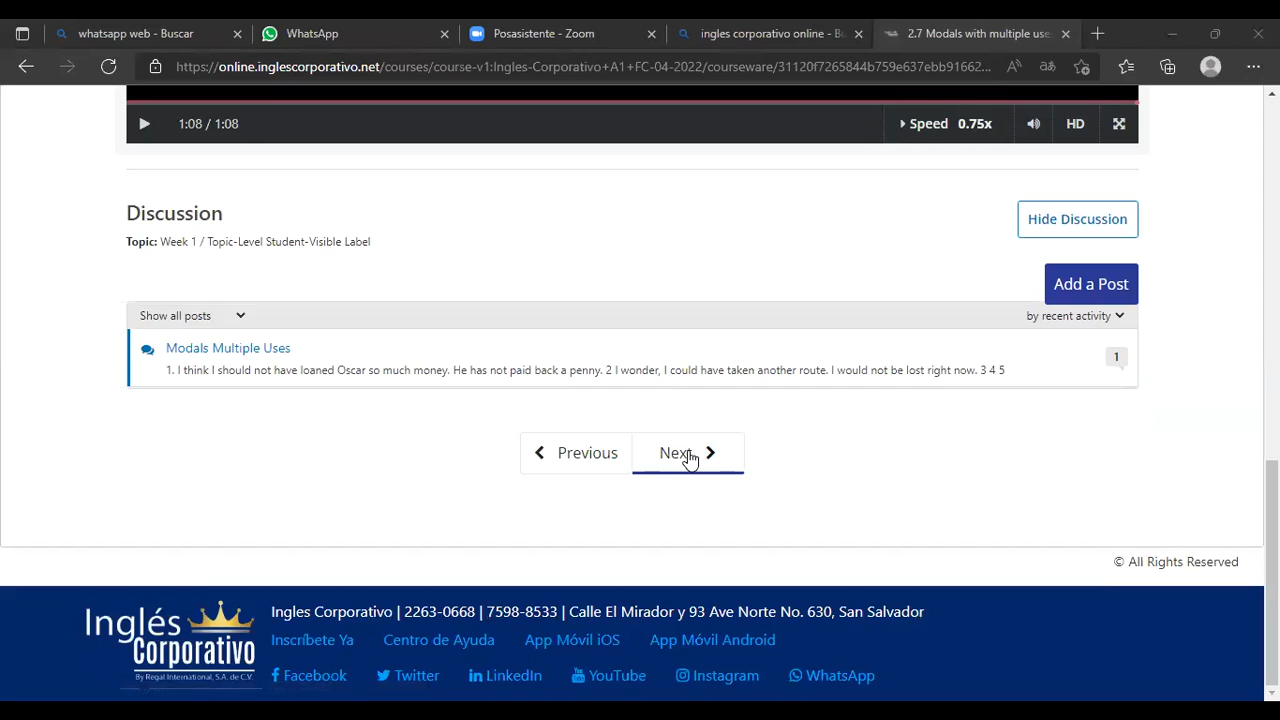 whatsapp web - Buscar
WhatsApp
Posasistente - Zoom
ingles corporativo online - Bu
2.7 Modals with multiple use
https://online.inglescorporativo.net/courses/course-v1:Ingles-Corporativo+A1+FC-04-2022/courseware/31120f7265844b759e637ebb91662...
1:08 / 1:08
Speed 0.75x
HD
Discussion
Hide Discussion
Topic: Week 1 / Topic-Level Student-Visible Label
Add a Post
Show all posts
by recent activity
Modals Multiple Uses
1
1. I think I should not have loaned Oscar so much money. He has not paid back a penny. 2 I wonder, I could have taken another route. I would not be lost right now. 3 4 5
Previous
Next
© All Rights Reserved
Inglés
Corporativo
By Regal International, S.A. de C.V.
Ingles Corporativo | 2263-0668 | 7598-8533 | Calle El Mirador y 93 Ave Norte No. 630, San Salvador
Inscríbete Ya
Centro de Ayuda
App Móvil iOS
App Móvil Android
Facebook
Twitter
LinkedIn
YouTube
Instagram
WhatsApp